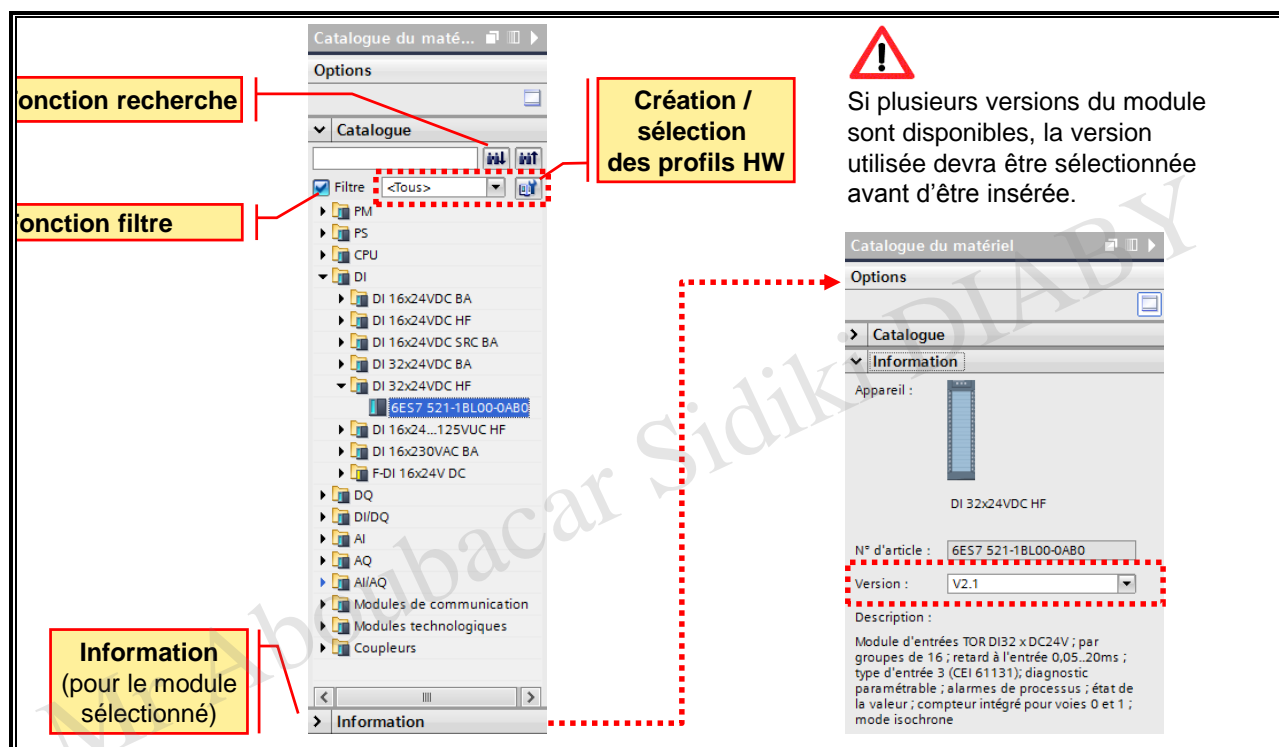 Catalogue du maté...
Options
Catalogue
Filtre
<Tous>
PM
PS
CPU
DI
DI 16x24VDC BA
DI 16x24VDC HF
DI 16x24VDC SRC BA
DI 32x24VDC BA
DI 32x24VDC HF
6ES7 521-1BL00-0AB0
DI 16x24...125VUC HF
DI 16x230VAC BA
F-DI 16x24V DC
DQ
DI/DQ
AI
AQ
AI/AQ
Modules de communication
Modules technologiques
Coupleurs
Information
onction recherche
onction filtre
Information
(pour le module
sélectionné)
Création /
sélection
des profils HW
Si plusieurs versions du module
sont disponibles, la version
utilisée devra être sélectionnée
avant d’être insérée.
Catalogue du matériel
Options
Catalogue
Information
Appareil :
DI 32x24VDC HF
N° d'article : 6ES7 521-1BL00-0AB0
Version : V2.1
Description :
Module d'entrées TOR DI32 x DC24V ; par
groupes de 16 ; retard à l'entrée 0,05..20ms ;
type d'entrée 3 (CEI 61131); diagnostic
paramétrable ; alarmes de processus ; état de
la valeur ; compteur intégré pour voies 0 et 1 ;
mode isochrone
Mr Aboubacar Sidiki DIABY